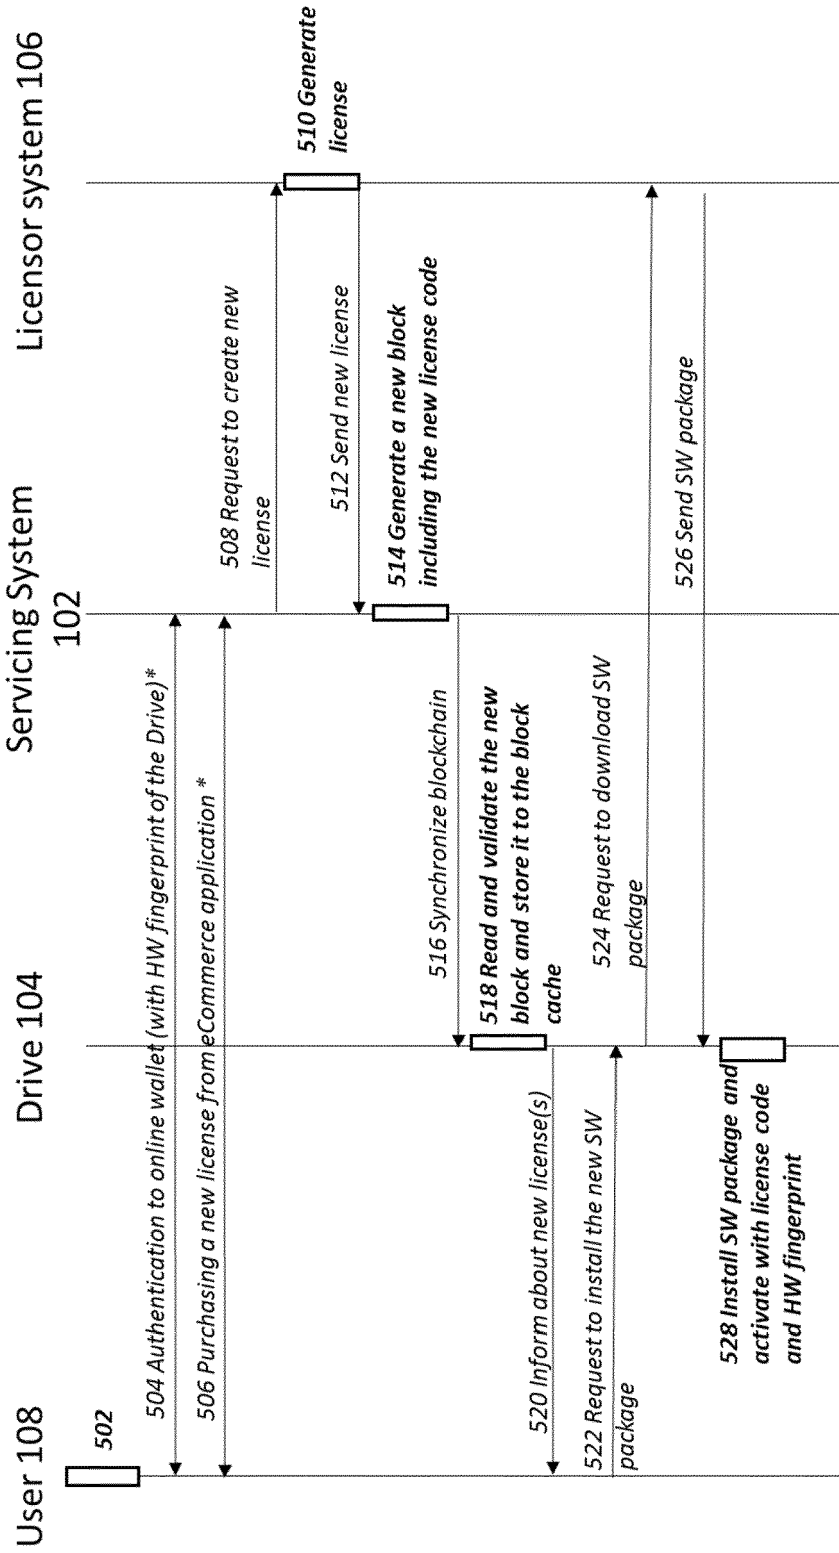 User 108
Drive 104
Servicing System
102
Licensor system 106
502
504 Authentication to online wallet (with HW fingerprint of the Drive)*
506 Purchasing a new license from eCommerce application *
508 Request to create new
license
510 Generate
license
512 Send new license
514 Generate a new block
including the new license code
516 Synchronize blockchain
518 Read and validate the new
block and store it to the block
cache
520 Inform about new license(s)
522 Request to install the new SW
package
524 Request to download SW
package
526 Send SW package
528 Install SW package and
activate with license code
and HW fingerprint